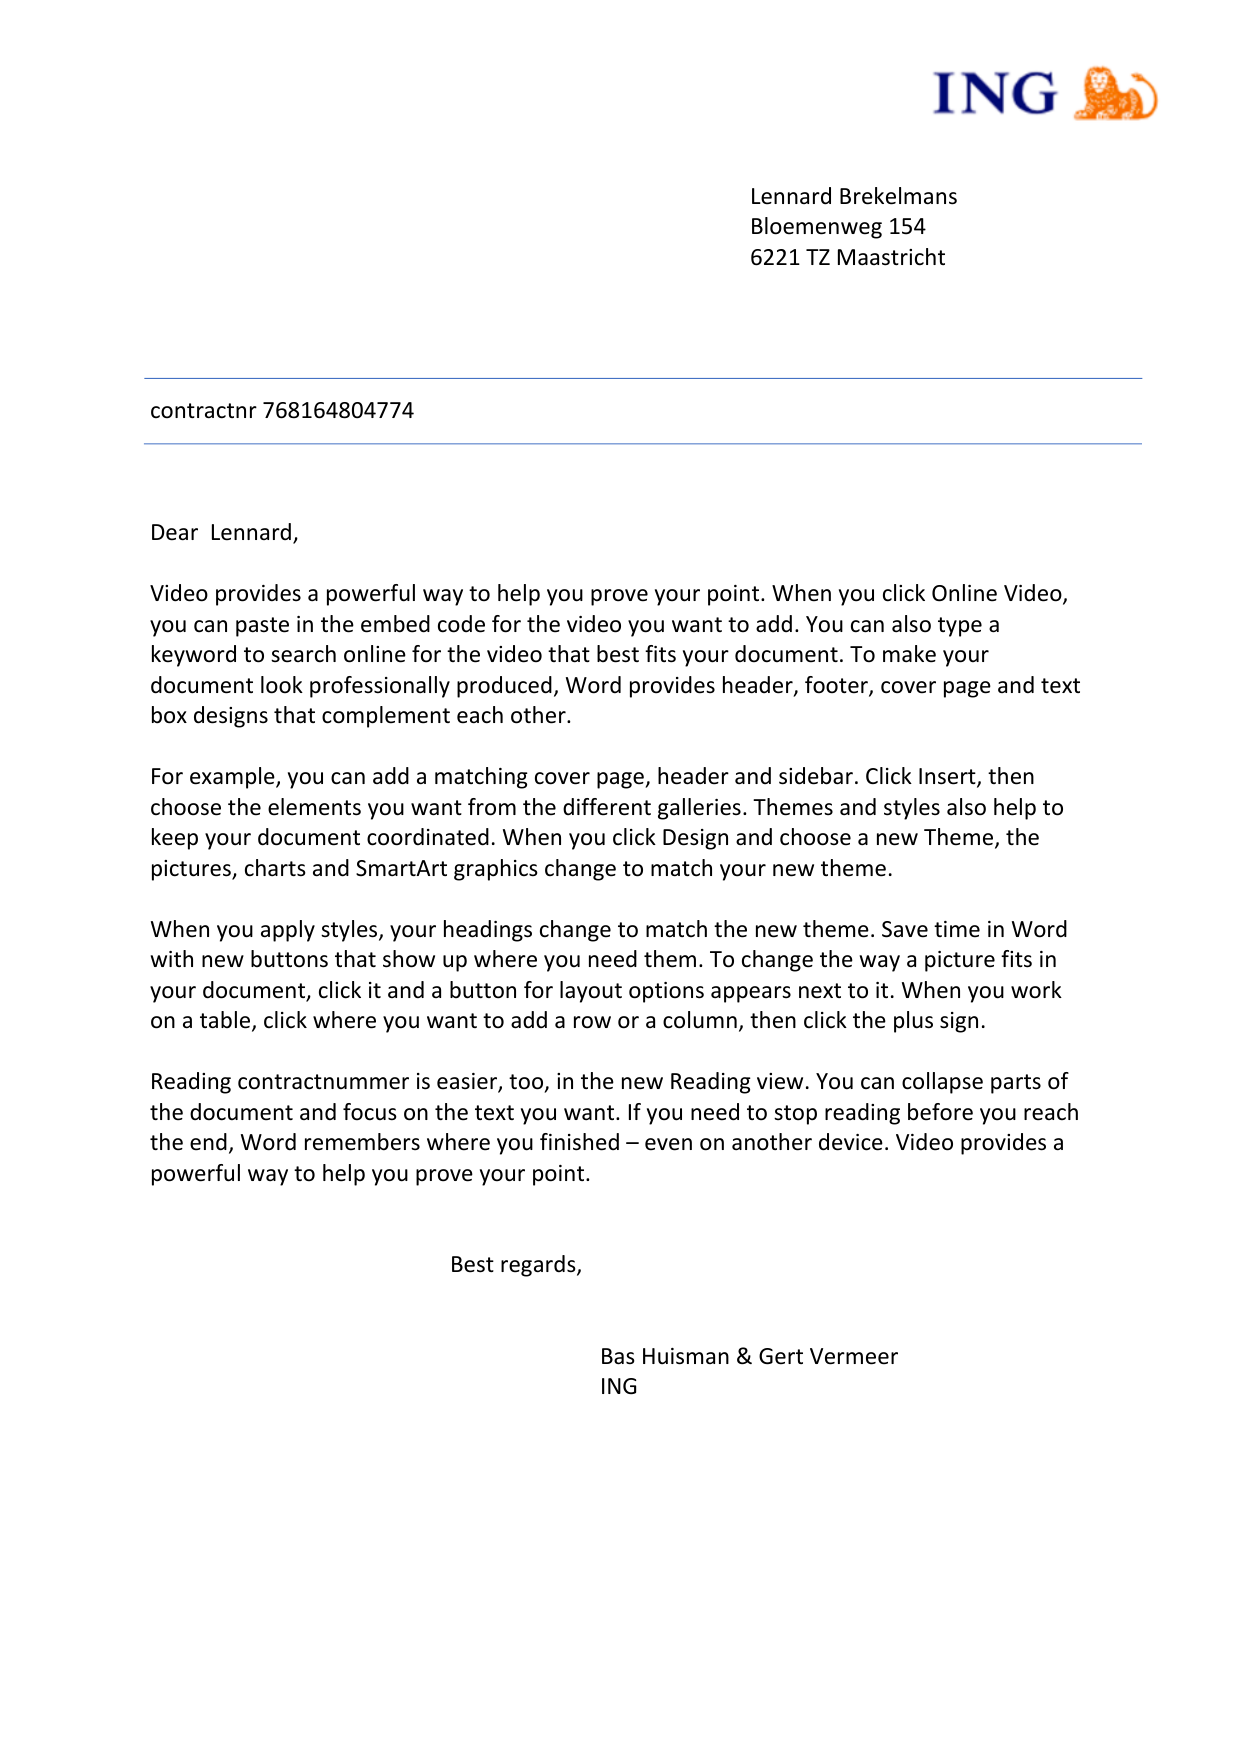 ING
Lennard Brekelmans
Bloemenweg 154
6221 TZ Maastricht
contractnr 768164804774
Dear  Lennard,
Video provides a powerful way to help you prove your point. When you click Online Video,
you can paste in the embed code for the video you want to add. You can also type a
keyword to search online for the video that best fits your document. To make your
document look professionally produced, Word provides header, footer, cover page and text
box designs that complement each other.
For example, you can add a matching cover page, header and sidebar. Click Insert, then
choose the elements you want from the different galleries. Themes and styles also help to
keep your document coordinated. When you click Design and choose a new Theme, the
pictures, charts and SmartArt graphics change to match your new theme.
When you apply styles, your headings change to match the new theme. Save time in Word
with new buttons that show up where you need them. To change the way a picture fits in
your document, click it and a button for layout options appears next to it. When you work
on a table, click where you want to add a row or a column, then click the plus sign.
Reading contractnummer is easier, too, in the new Reading view. You can collapse parts of
the document and focus on the text you want. If you need to stop reading before you reach
the end, Word remembers where you finished – even on another device. Video provides a
powerful way to help you prove your point.
Best regards,
Bas Huisman & Gert Vermeer
ING